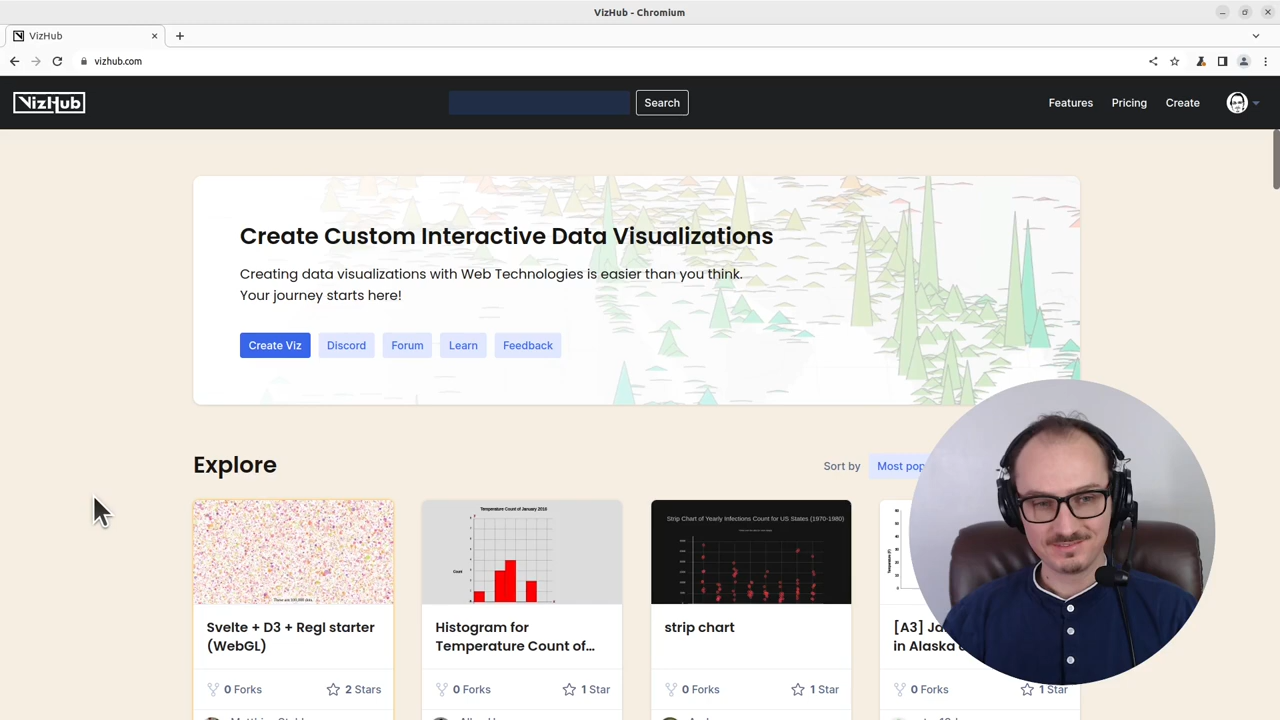 VizHub - Chromium
VizHub
vizhub.com
VizHub
Search
Features
Pricing
Create
Create Custom Interactive Data Visualizations
Creating data visualizations with Web Technologies is easier than you think.
Your journey starts here!
Create Viz
Discord
Forum
Learn
Feedback
Explore
Sort by
Most pop
Temperature Count of January 2018
Count
Strip Chart of Yearly Infections Count for US States (1970-1980)
Svelte + D3 + Regl starter
(WebGL)
Histogram for
Temperature Count of...
strip chart
[A3]
in Alaska
0 Forks
2 Stars
0 Forks
1 Star
0 Forks
1 Star
0 Forks
1 Star